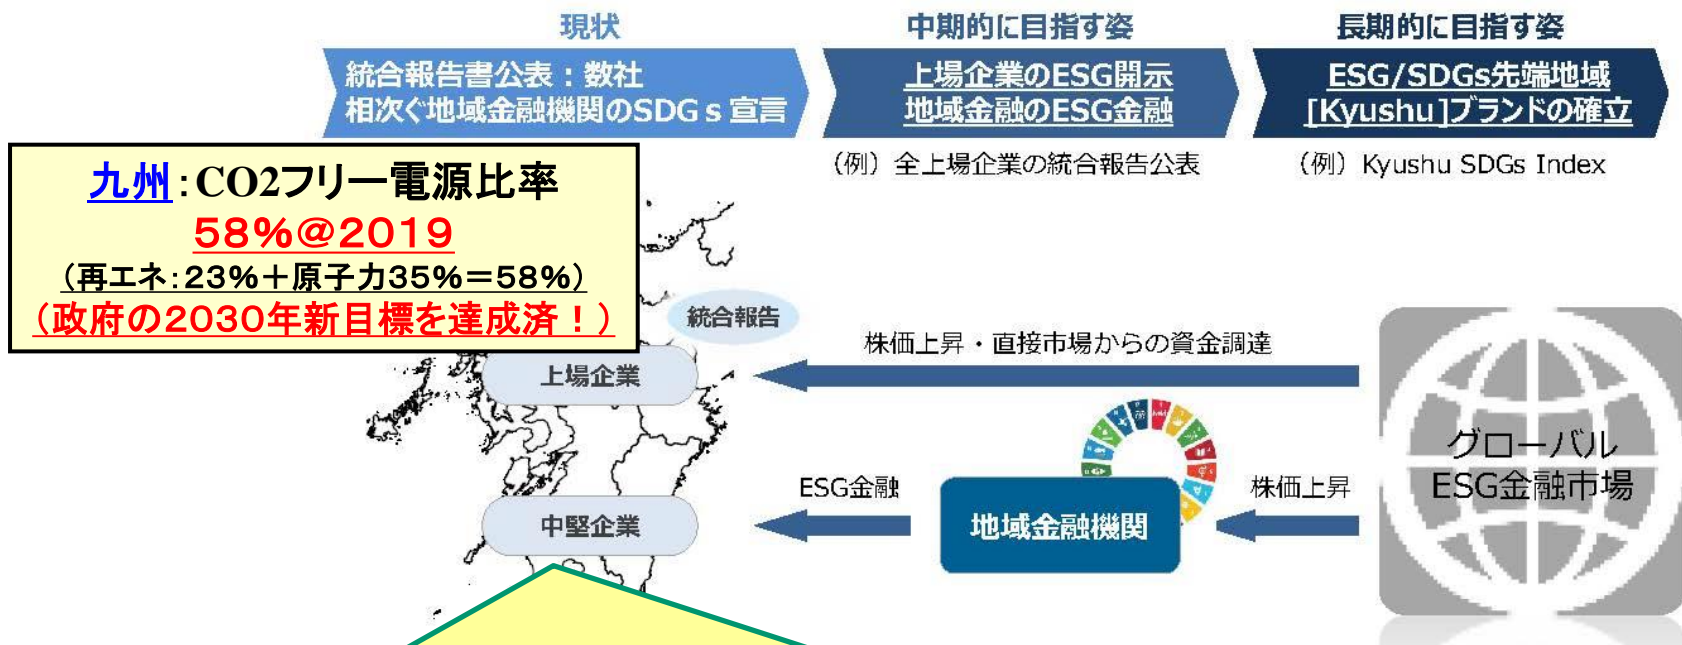 現状
統合報告書公表：数社
相次ぐ地域金融機関のSDGｓ宣言
中期的に目指す姿
上場企業のESG開示
地域金融のESG金融
（例）全上場企業の統合報告公表
長期的に目指す姿
ESG/SDGs先端地域
[Kyushu]ブランドの確立
（例）Kyushu SDGs Index
九州：CO2フリー電源比率
58%＠2019
（再エネ：23%＋原子力35%＝58%）
（政府の2030年新目標を達成済！）
統合報告
上場企業
株価上昇・直接市場からの資金調達
中堅企業
ESG金融
地域金融機関
株価上昇
グローバル
ESG金融市場